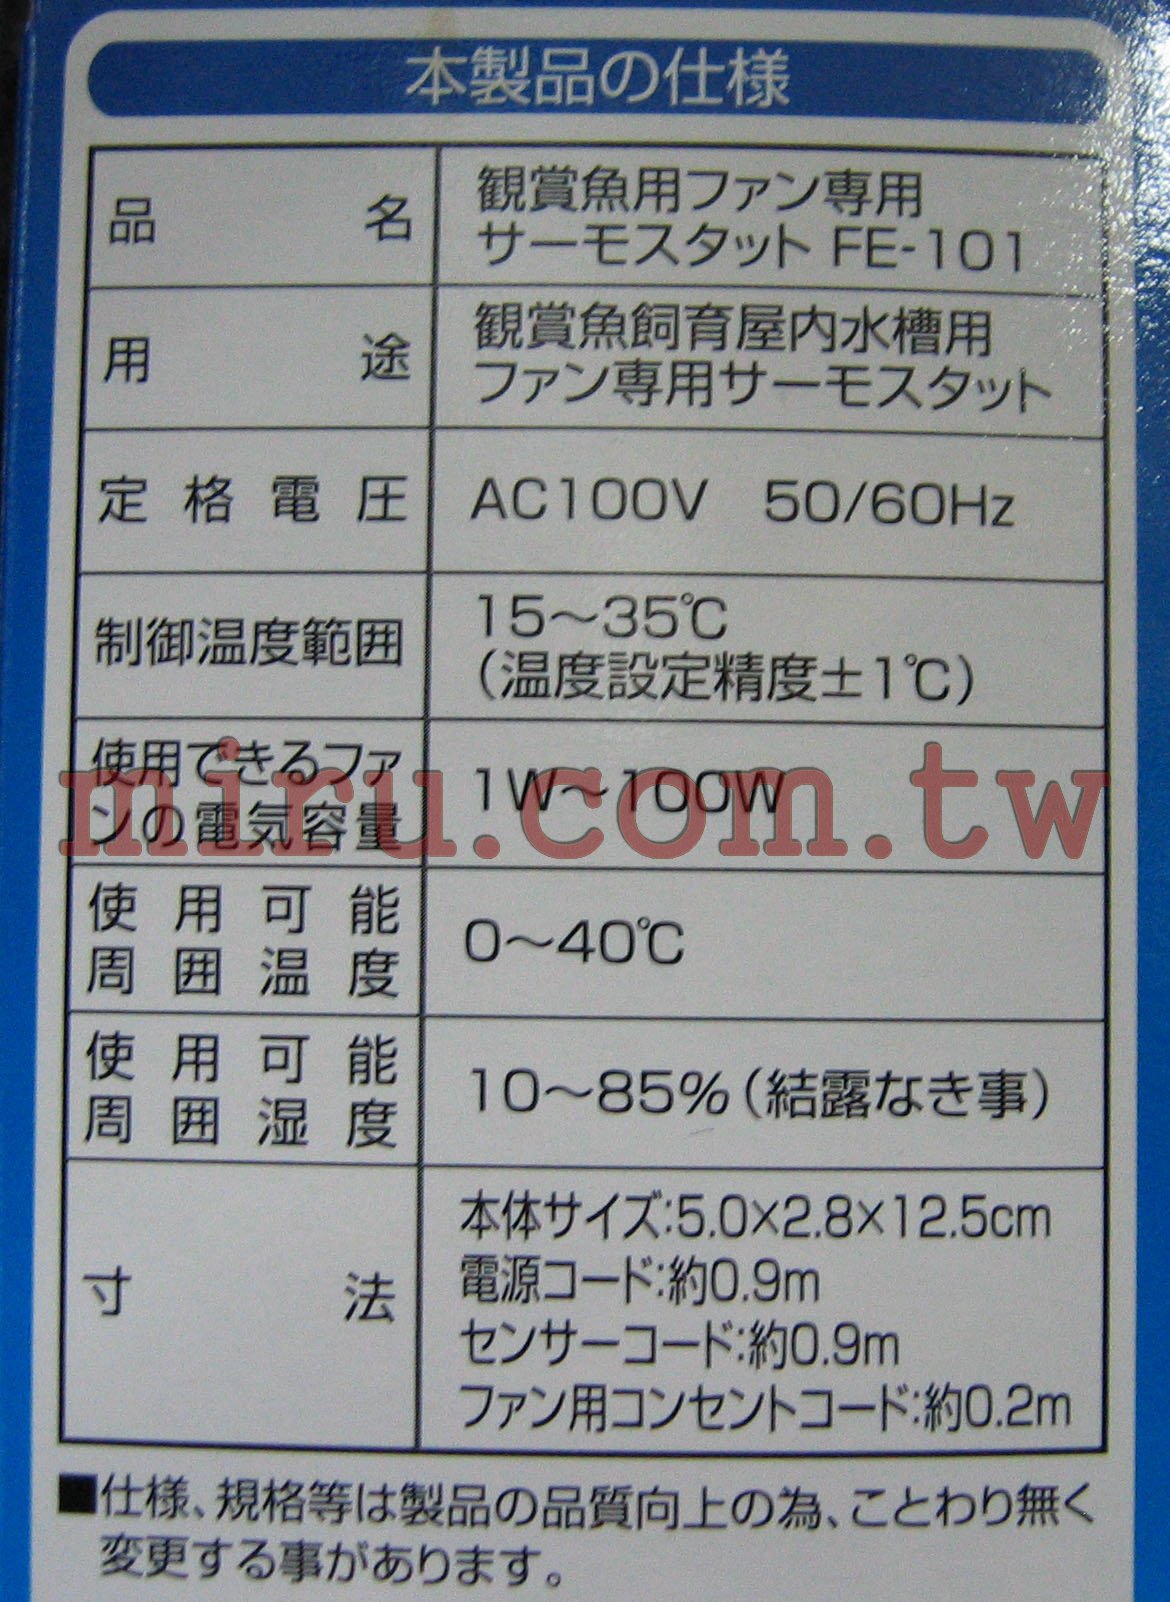 本製品の仕様
品名
観賞魚用ファン専用
サーモスタット FE-101
用途
観賞魚飼育屋内水槽用
ファン専用サーモスタット
定格電圧
AC100V 50/60Hz
制御温度範囲
15～35℃
（温度設定精度±1℃）
使用できるファ
ンの電気容量
1W～100W
miru.com.tw
使用可能
周囲温度
0～40℃
使用可能
周囲湿度
10～85%（結露なき事）
寸法
本体サイズ:5.0×2.8×12.5cm
電源コード:約0.9m
センサーコード:約0.9m
ファン用コンセントコード:約0.2m
■仕様、規格等は製品の品質向上の為、ことわり無く
変更する事があります。